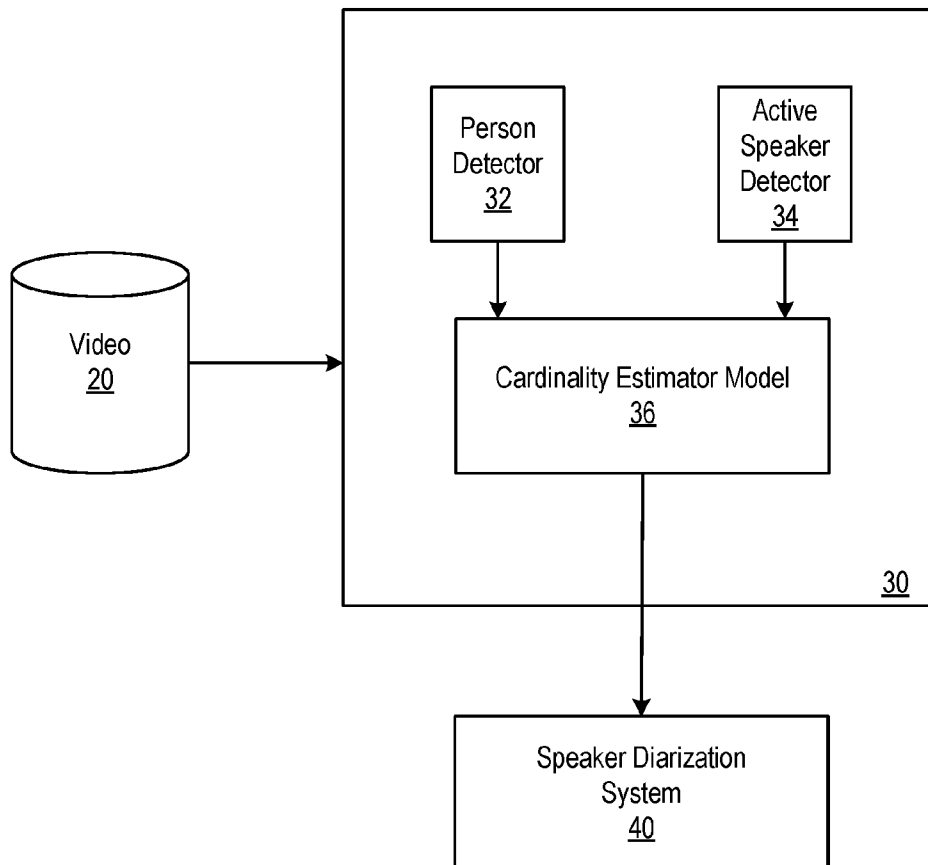 Person
Detector
32
Active
Speaker
Detector
34
Video
20
Cardinality Estimator Model
36
30
Speaker Diarization
System
40